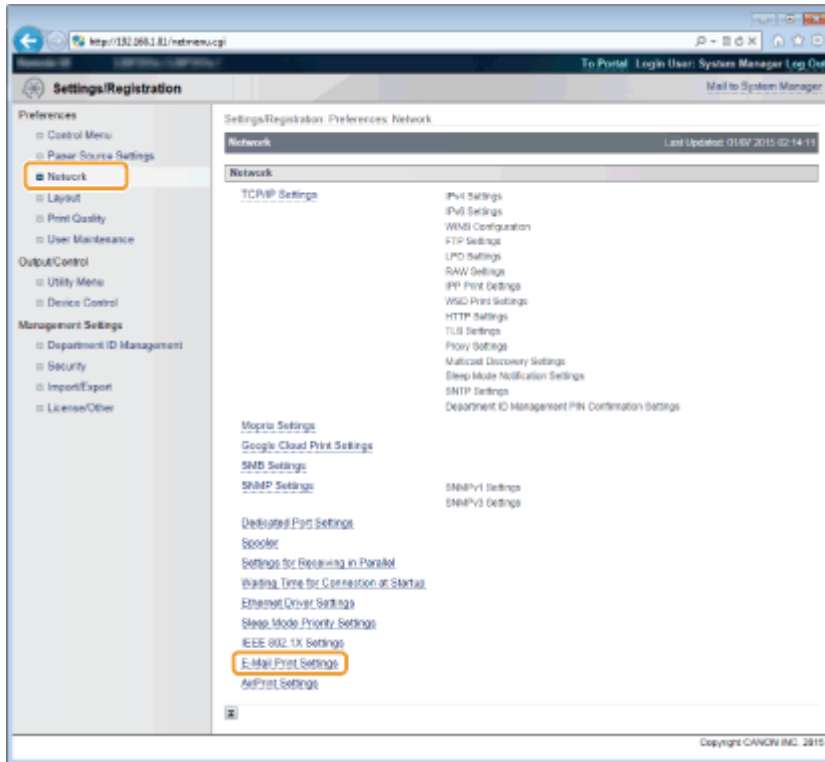 http://192.168.1.81/netmenu.cgi
To Portal Login User: System Manager Log Out
Settings/Registration
Mail to System Manager
Preferences
Control Menu
Paper Source Settings
Network
Layout
Print Quality
User Maintenance
Output/Control
Utility Menu
Device Control
Management Settings
Department ID Management
Security
Import/Export
License/Other
Settings/Registration: Preferences: Network
Network
Last Updated: 01/07 2015 02:14:11
Network
TCP/IP Settings
IPv4 Settings
IPv6 Settings
WINS Configuration
FTP Settings
LPD Settings
RAW Settings
IPP Print Settings
WSD Print Settings
HTTP Settings
TLS Settings
Proxy Settings
Multicast Discovery Settings
Sleep Mode Notification Settings
SNTP Settings
Department ID Management PIN Confirmation Settings
Mopria Settings
Google Cloud Print Settings
SMB Settings
SNMP Settings
SNMPv1 Settings
SNMPv3 Settings
Dedicated Port Settings
Spooler
Settings for Receiving in Parallel
Waiting Time for Connection at Startup
Ethernet Driver Settings
Sleep Mode Priority Settings
IEEE 802.1X Settings
E-Mail Print Settings
AirPrint Settings
Copyright CANON INC. 2015